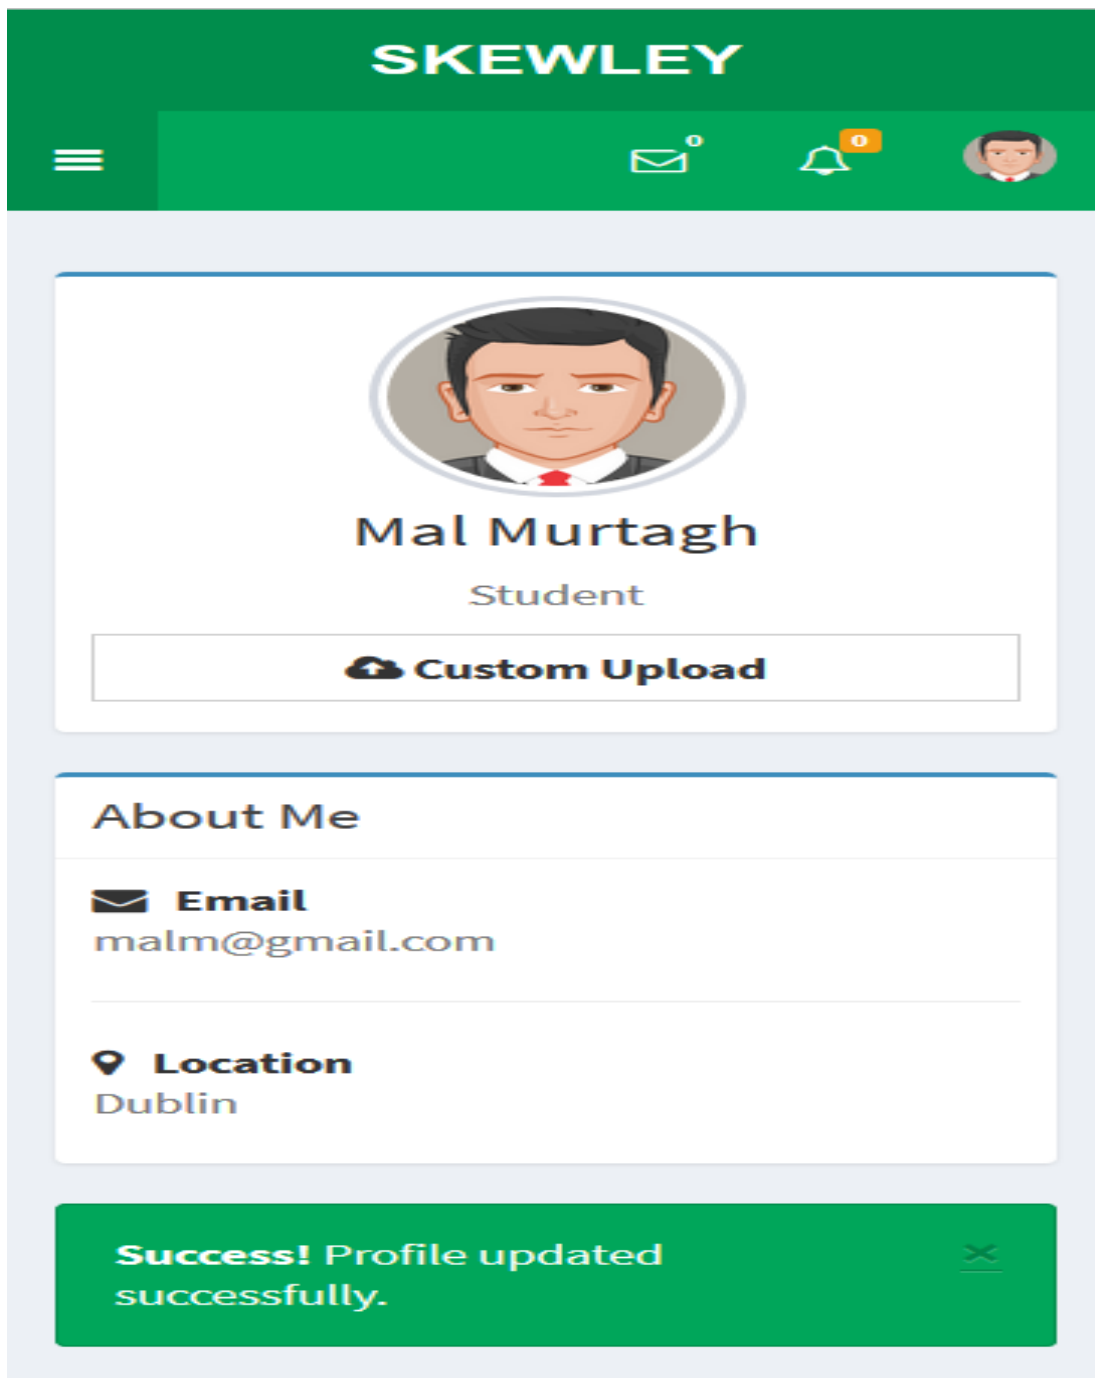 SKEWLEY
0
0
Mal Murtagh
Student
Custom Upload
About Me
Email
malm@gmail.com
Location
Dublin
Success! Profile updated
successfully.
×